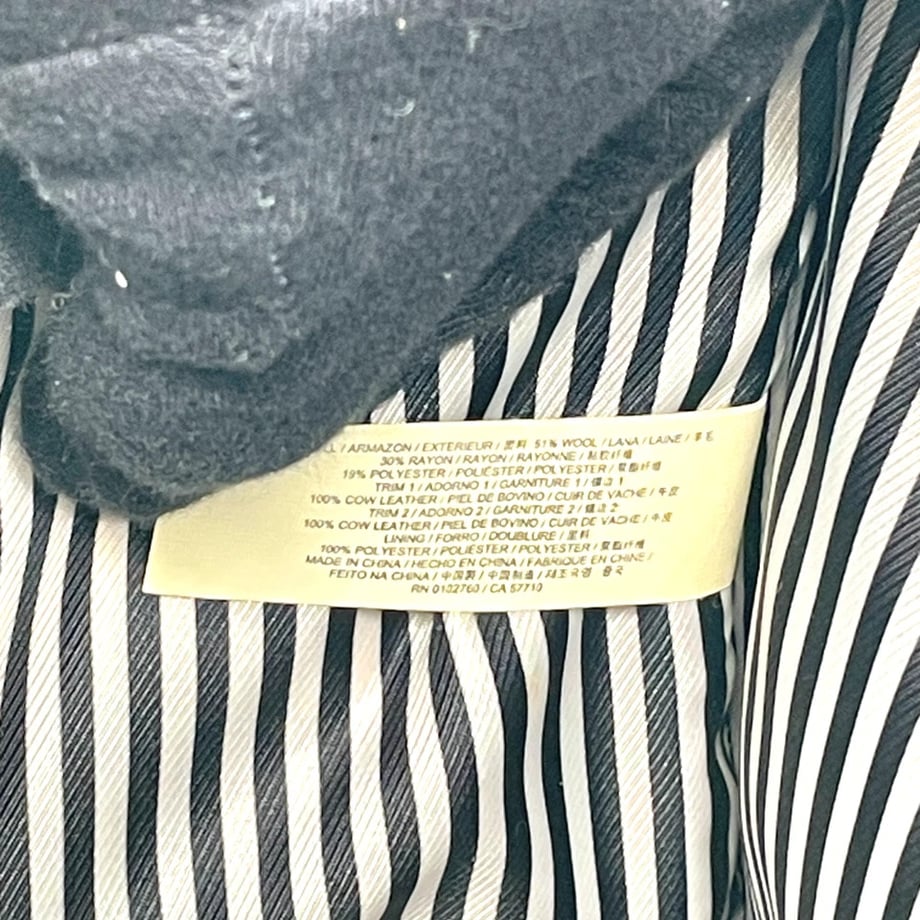 / ARMAZON / EXTERIEUR / 面料 51% WOOL / LANA / LAINE / 羊毛
30% RAYON / RAYON / RAYONNE / 粘胶纤维
19% POLYESTER / POLIÉSTER / POLYESTER / 聚酯纤维
TRIM 1 / ADORNO 1 / GARNITURE 1 / 镶边 1
100% COW LEATHER / PIEL DE BOVINO / CUIR DE VACHE / 牛皮
TRIM 2 / ADORNO 2 / GARNITURE 2 / 镶边 2
100% COW LEATHER / PIEL DE BOVINO / CUIR DE VACHE / 牛皮
LINING / FORRO / DOUBLURE / 里料
100% POLYESTER / POLIÉSTER / POLYESTER / 聚酯纤维
MADE IN CHINA / HECHO EN CHINA / FABRIQUE EN CHINE /
FEITO NA CHINA / 中国製 / 中国制造 / 제조국명 중국
RN 0102760 / CA 57710